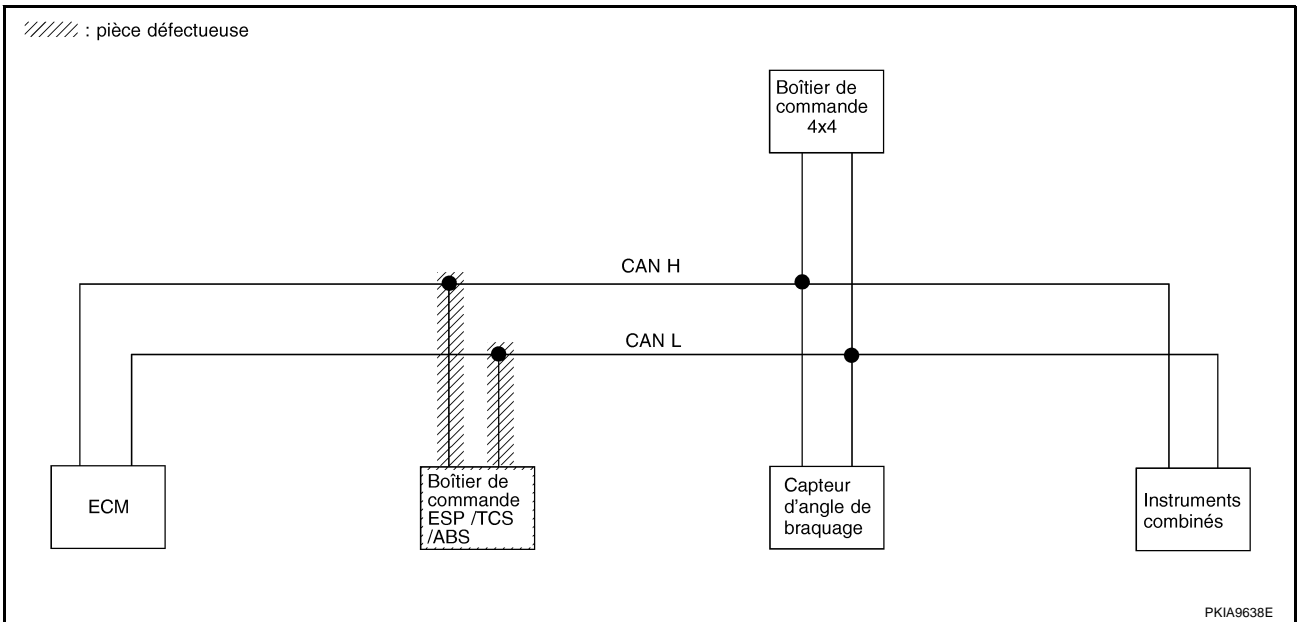 : pièce défectueuse
Boîtier de
commande
4x4
CAN H
CAN L
ECM
Boîtier de
commande
ESP /TCS
/ABS
Capteur
d'angle de
braquage
Instruments
combinés
PKIA9638E